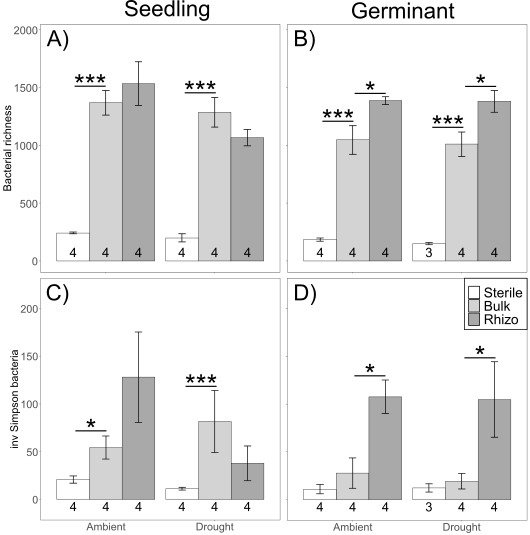 Seedling Germinant
A) B)
Bacterial richness
2000
1500
1000
500
0
*** *** *** * *** *
4 4 4 4 4 4 4 4 4 3 4 4
C) D)
Sterile
Bulk
Rhizo
inv Simpson bacteria
200
150
100
50
0
* *** * *
4 4 4 4 4 4 4 4 4 3 4 4
Ambient Drought Ambient Drought